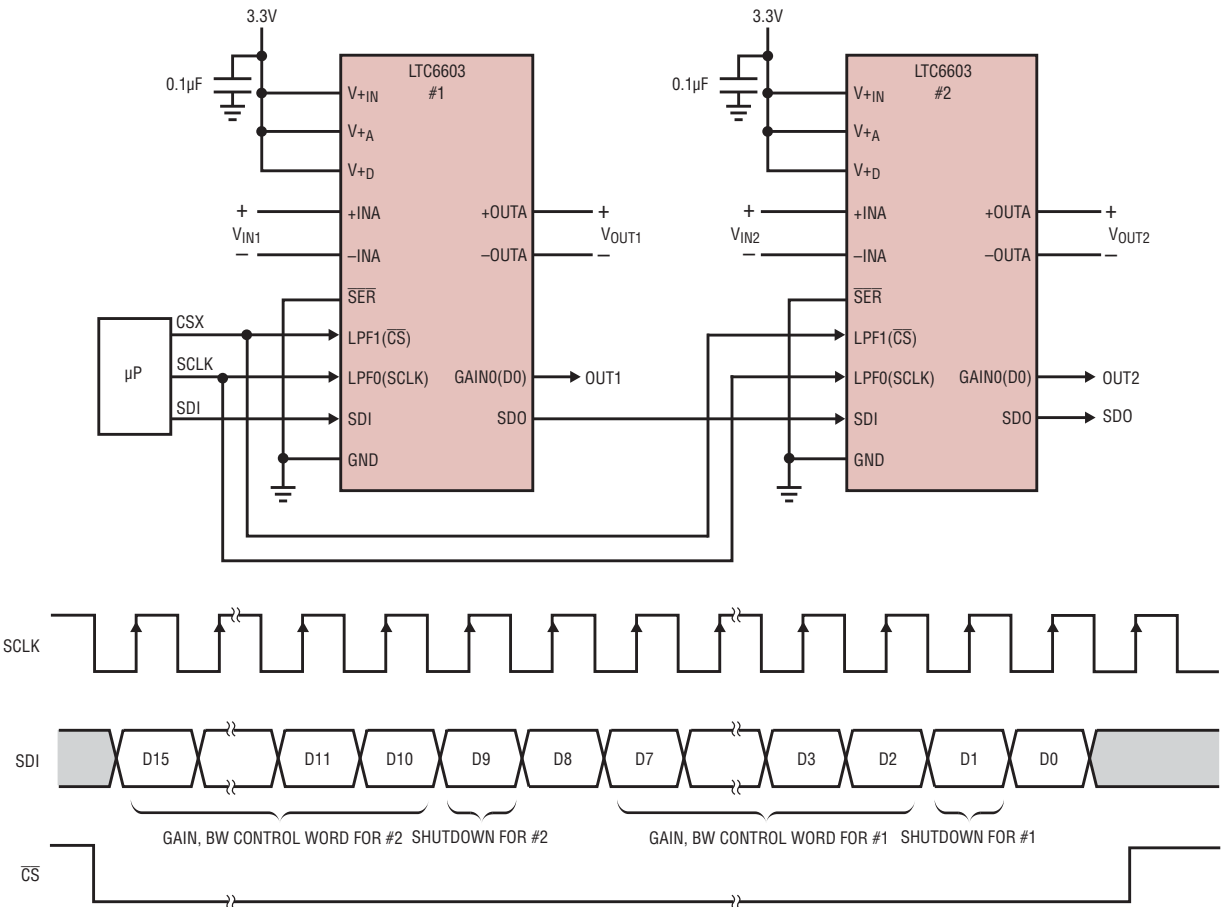 3.3V
0.1µF
LTC6603
#1
V+IN
V+A
V+D
+
VIN1
–
+INA
–INA
+OUTA
–OUTA
+
VOUT1
–
SER
LPF1(CS)
LPF0(SCLK)
SDI
GND
GAIN0(D0)
SDO
OUT1
µP
CSX
SCLK
SDI
3.3V
0.1µF
LTC6603
#2
V+IN
V+A
V+D
+
VIN2
–
+INA
–INA
+OUTA
–OUTA
+
VOUT2
–
SER
LPF1(CS)
LPF0(SCLK)
SDI
GND
GAIN0(D0)
SDO
OUT2
SDO
SCLK
SDI
D15 D11 D10 D9 D8 D7 D3 D2 D1 D0
GAIN, BW CONTROL WORD FOR #2 SHUTDOWN FOR #2 GAIN, BW CONTROL WORD FOR #1 SHUTDOWN FOR #1
CS